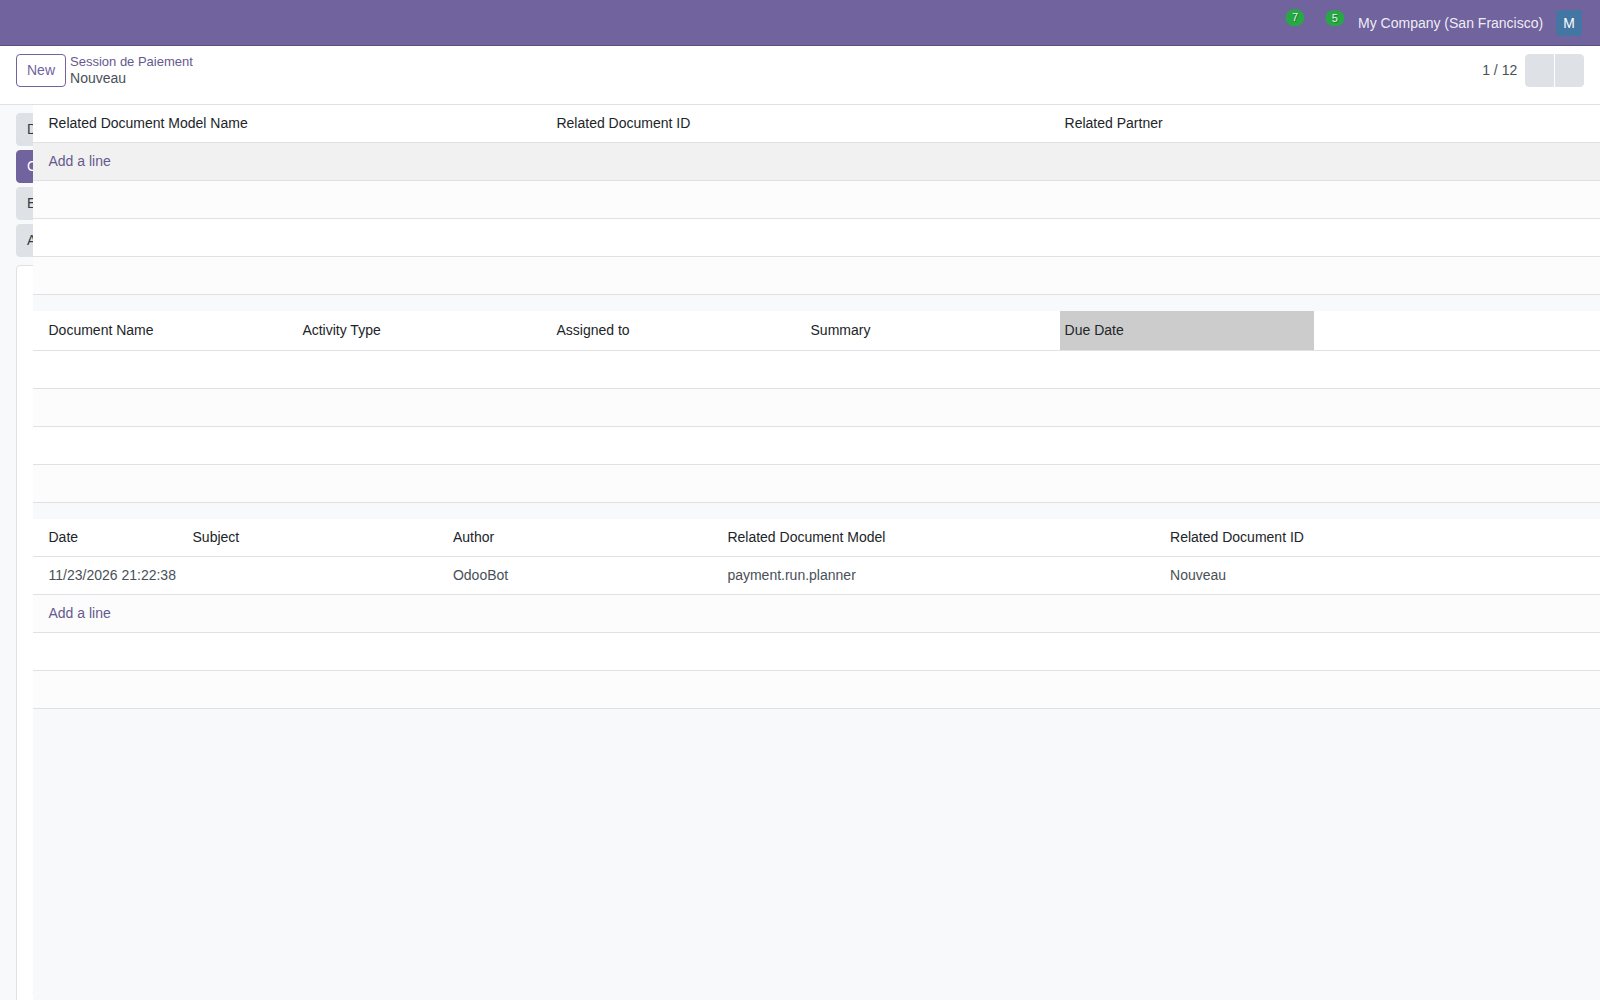 7 5 My Company (San Francisco) M
New Session de Paiement
Nouveau
1 / 12
Related Document Model Name Related Document ID Related Partner
Add a line
Document Name Activity Type Assigned to Summary Due Date
Date Subject Author Related Document Model Related Document ID
11/23/2026 21:22:38 OdooBot payment.run.planner Nouveau
Add a line